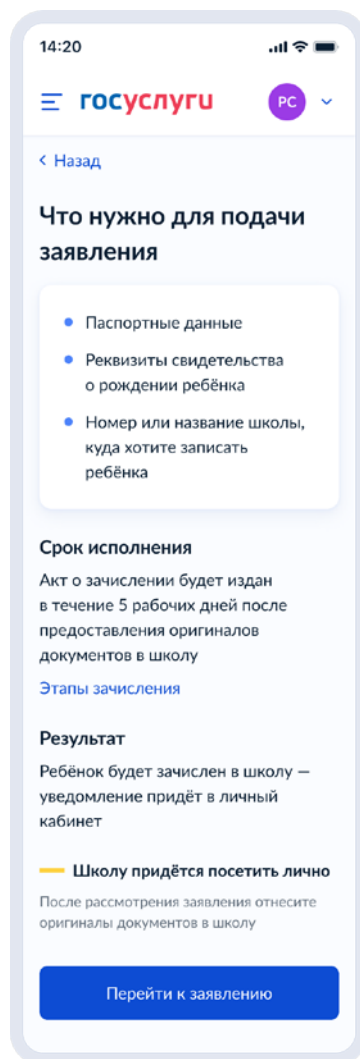 14:20
госуслуги
РС
Назад
Что нужно для подачи
заявления
Паспортные данные
Реквизиты свидетельства
о рождении ребёнка
Номер или название школы,
куда хотите записать
ребёнка
Срок исполнения
Акт о зачислении будет издан
в течение 5 рабочих дней после
предоставления оригиналов
документов в школу
Этапы зачисления
Результат
Ребёнок будет зачислен в школу —
уведомление придёт в личный
кабинет
Школу придётся посетить лично
После рассмотрения заявления отнесите
оригиналы документов в школу
Перейти к заявлению